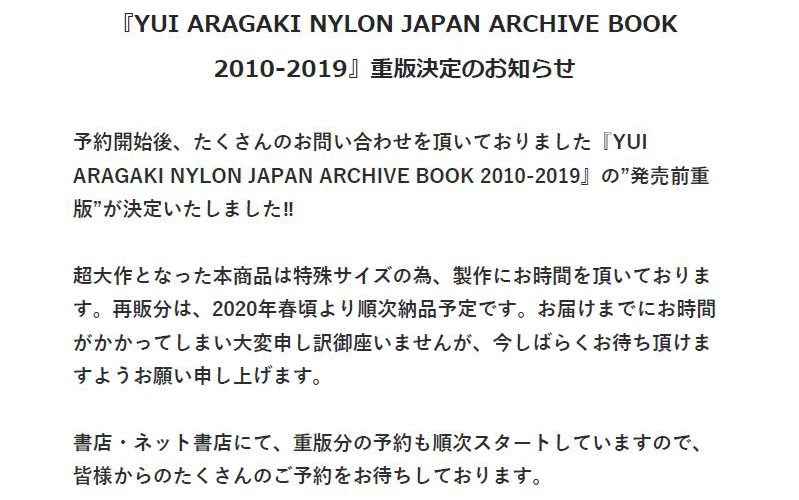 『YUI ARAGAKI NYLON JAPAN ARCHIVE BOOK
2010-2019』重版決定のお知らせ
予約開始後、たくさんのお問い合わせを頂いておりました『YUI
ARAGAKI NYLON JAPAN ARCHIVE BOOK 2010-2019』の”発売前重
版”が決定いたしました‼
超大作となった本商品は特殊サイズの為、製作にお時間を頂いておりま
す。再販分は、2020年春頃より順次納品予定です。お届けまでにお時間
がかかってしまい大変申し訳御座いませんが、今しばらくお待ち頂けま
すようお願い申し上げます。
書店・ネット書店にて、重版分の予約も順次スタートしていますので、
皆様からのたくさんのご予約をお待ちしております。